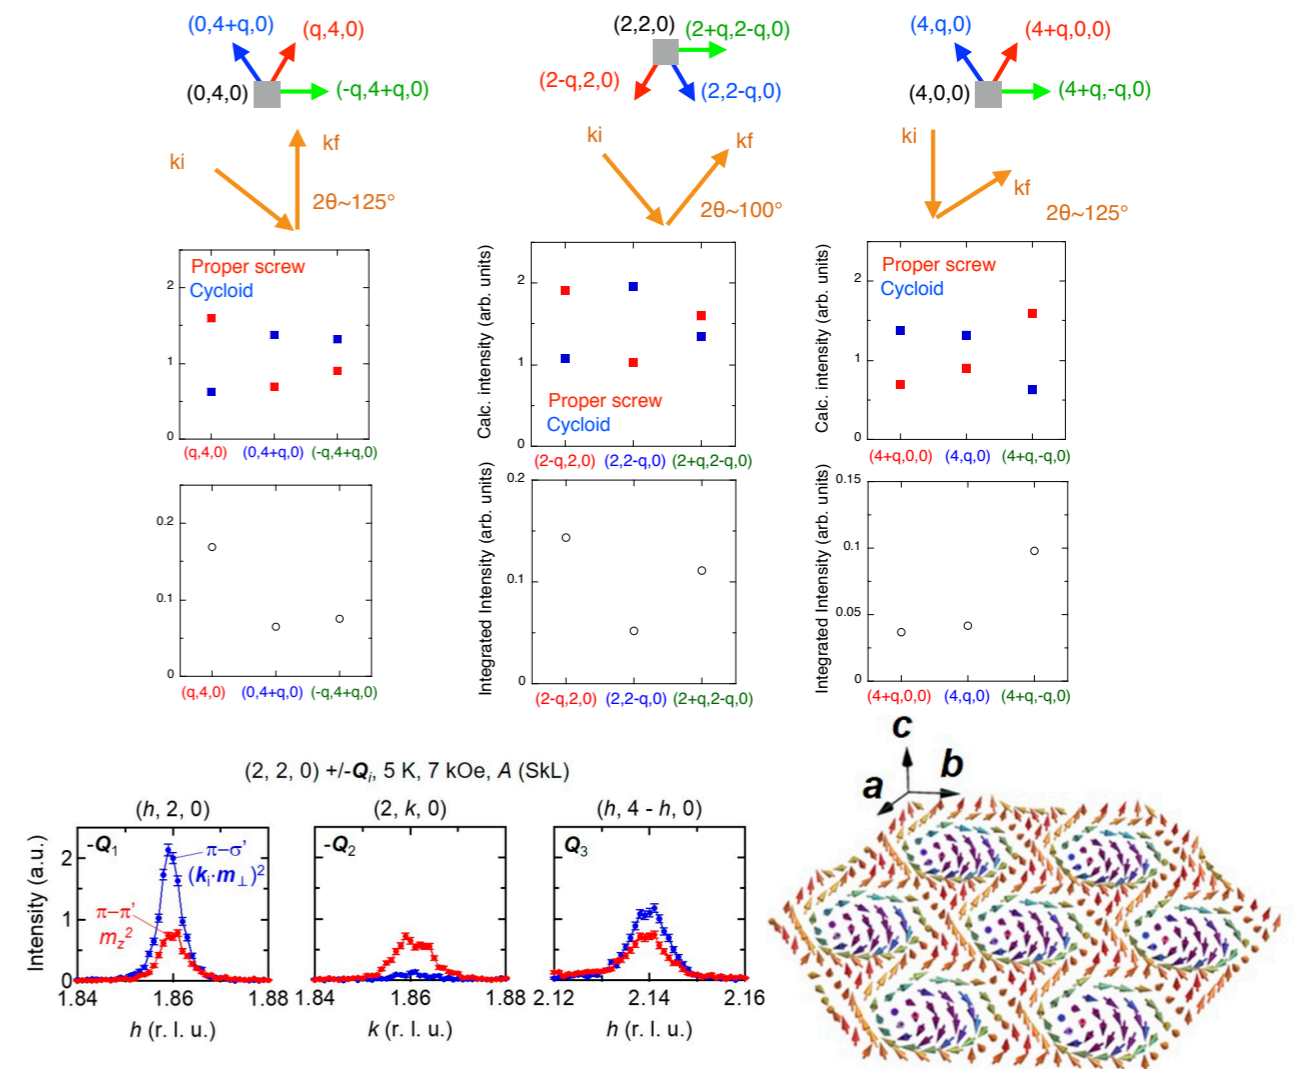 (0,4+q,0) (q,4,0)
(0,4,0) (-q,4+q,0)
ki kf
2θ~125°
Proper screw
Cycloid
2
1
0
(q,4,0) (0,4+q,0) (-q,4+q,0)
0.2
0.1
0
(q,4,0) (0,4+q,0) (-q,4+q,0)
(2,2,0) (2+q,2-q,0)
(2-q,2,0) (2,2-q,0)
ki kf
2θ~100°
Calc. intensity (arb. units)
2
1
0
Proper screw
Cycloid
(2-q,2,0) (2,2-q,0) (2+q,2-q,0)
Integrated Intensity (arb. units)
0.2
0.1
0
(2-q,2,0) (2,2-q,0) (2+q,2-q,0)
(4,q,0) (4+q,0,0)
(4,0,0) (4+q,-q,0)
ki
kf
2θ~125°
Calc. intensity (arb. units)
Proper screw
Cycloid
2
1
0
(4+q,0,0) (4,q,0) (4+q,-q,0)
Integrated Intensity (arb. units)
0.15
0.1
0.05
0
(4+q,0,0) (4,q,0) (4+q,-q,0)
(2, 2, 0) +/-Qi, 5 K, 7 kOe, A (SkL)
(h, 2, 0) (2, k, 0) (h, 4 - h, 0)
Intensity (a.u.)
2
1
0
-Q1
π−σ'
(ki·m⊥)²
π−π'
mz²
-Q2
Q3
1.84 1.86 1.88
h (r. l. u.)
1.84 1.86 1.88
k (r. l. u.)
2.12 2.14 2.16
h (r. l. u.)
c
b
a